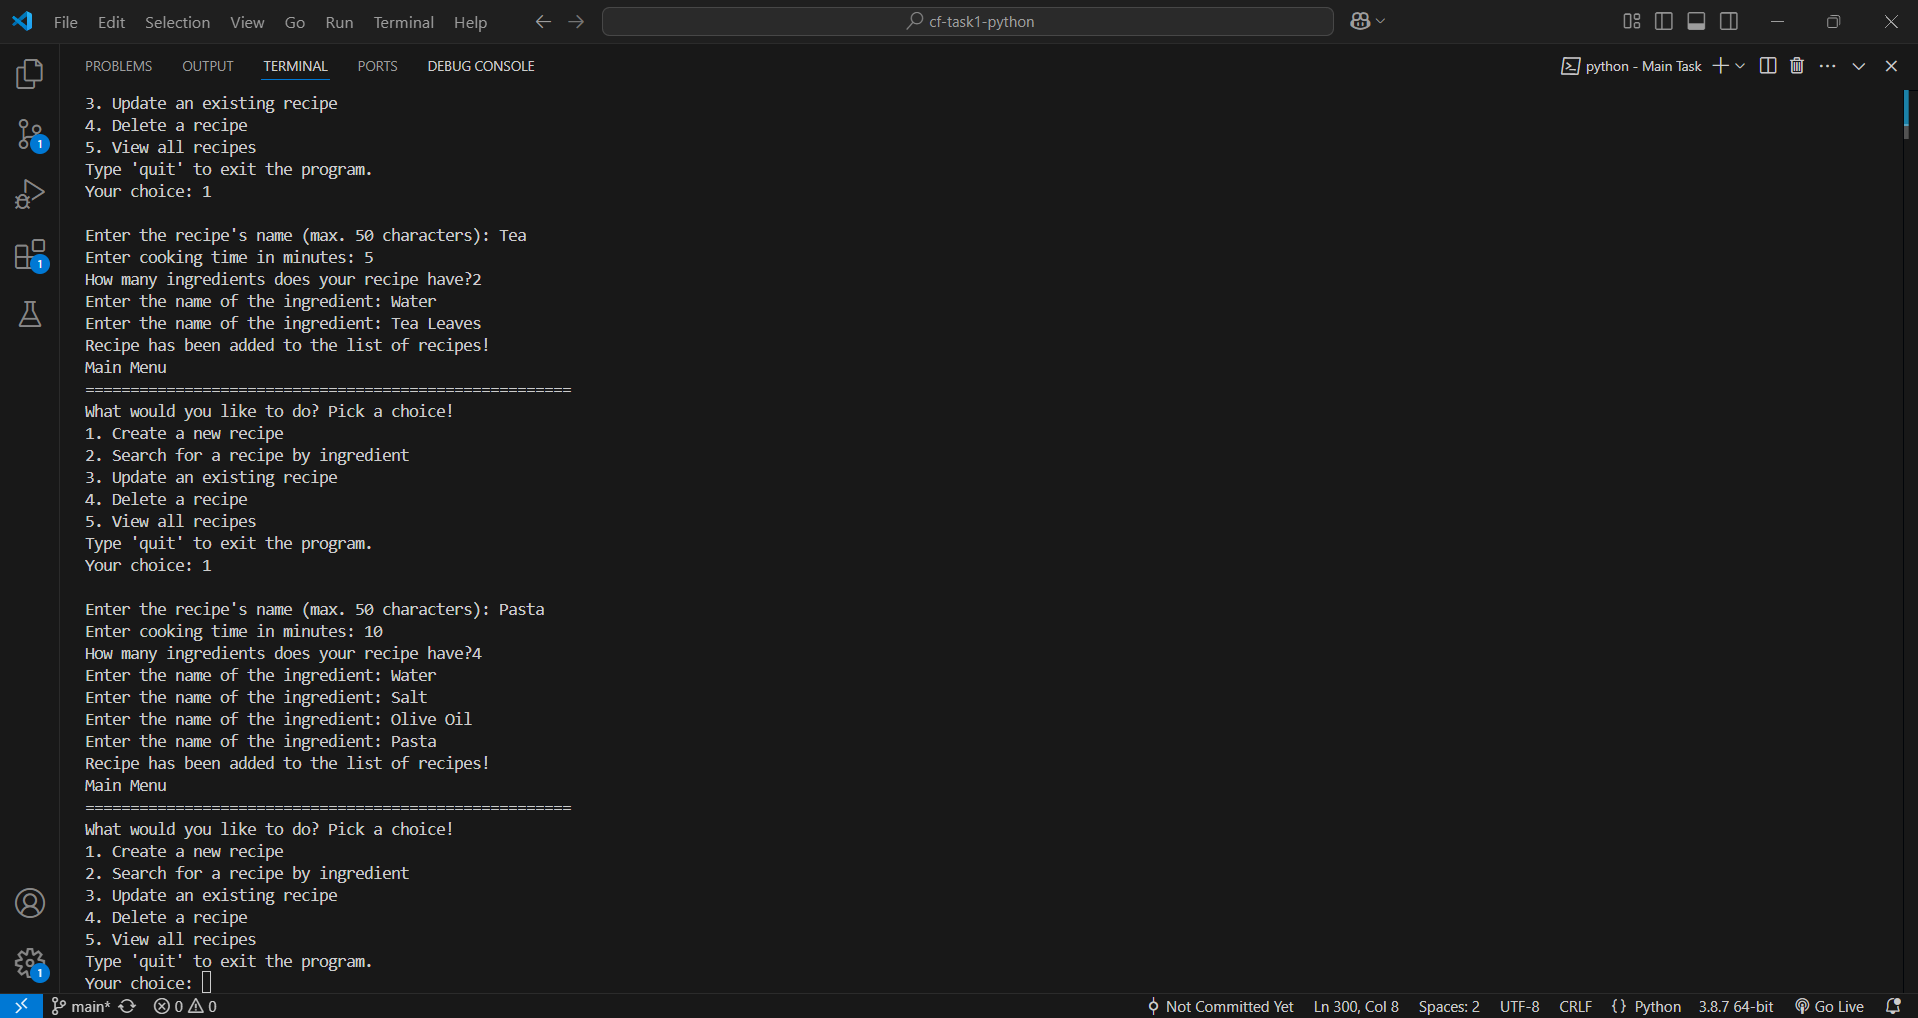 File Edit Selection View Go Run Terminal Help cf-task1-python
PROBLEMS OUTPUT TERMINAL PORTS DEBUG CONSOLE python - Main Task
3. Update an existing recipe
4. Delete a recipe
5. View all recipes
Type 'quit' to exit the program.
Your choice: 1
Enter the recipe's name (max. 50 characters): Tea
Enter cooking time in minutes: 5
How many ingredients does your recipe have?2
Enter the name of the ingredient: Water
Enter the name of the ingredient: Tea Leaves
Recipe has been added to the list of recipes!
Main Menu
======================================================
What would you like to do? Pick a choice!
1. Create a new recipe
2. Search for a recipe by ingredient
3. Update an existing recipe
4. Delete a recipe
5. View all recipes
Type 'quit' to exit the program.
Your choice: 1
Enter the recipe's name (max. 50 characters): Pasta
Enter cooking time in minutes: 10
How many ingredients does your recipe have?4
Enter the name of the ingredient: Water
Enter the name of the ingredient: Salt
Enter the name of the ingredient: Olive Oil
Enter the name of the ingredient: Pasta
Recipe has been added to the list of recipes!
Main Menu
======================================================
What would you like to do? Pick a choice!
1. Create a new recipe
2. Search for a recipe by ingredient
3. Update an existing recipe
4. Delete a recipe
5. View all recipes
Type 'quit' to exit the program.
Your choice:
1
1
1
main* 0 0 Not Committed Yet Ln 300, Col 8 Spaces: 2 UTF-8 CRLF {} Python 3.8.7 64-bit Go Live